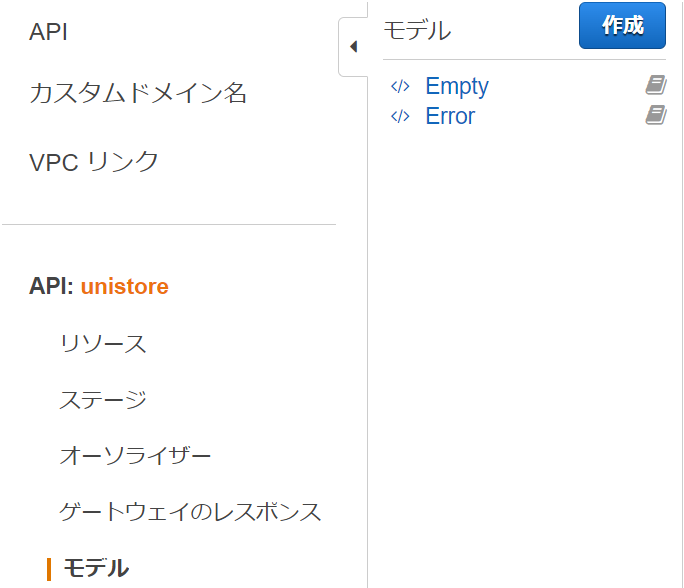 API
カスタムドメイン名
VPC リンク
API: unistore
リソース
ステージ
オーソライザー
ゲートウェイのレスポンス
モデル
モデル
作成
</> Empty
</> Error